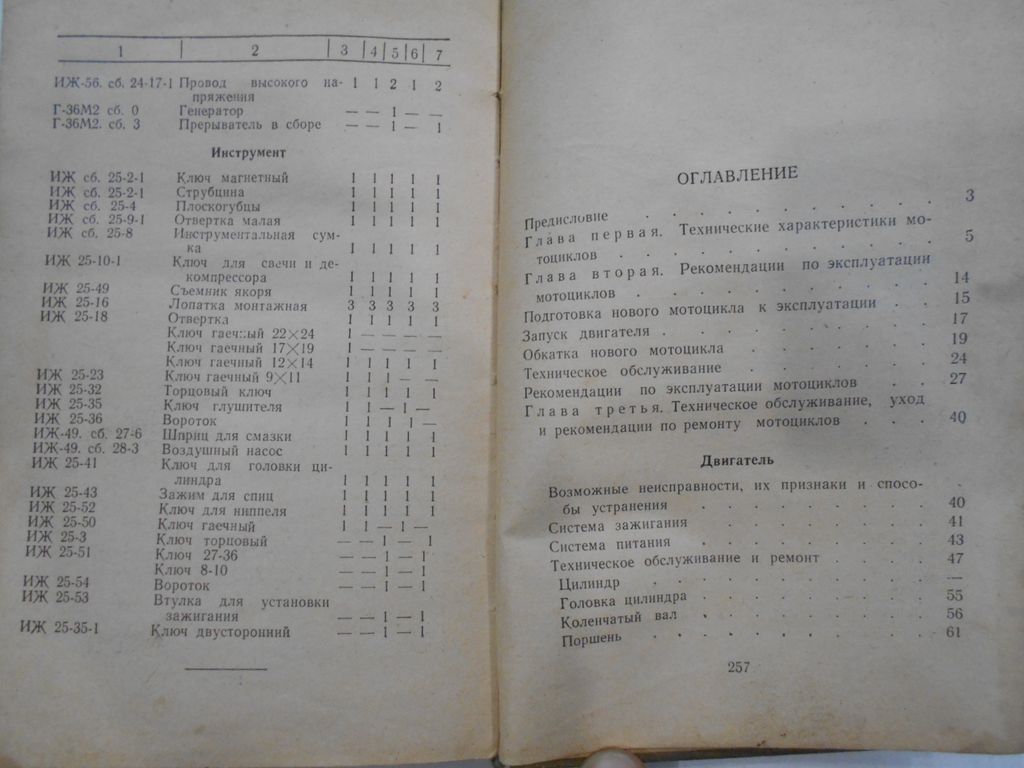 1 | 2 | 3 | 4 | 5 | 6 | 7
ИЖ-56. сб. 24-17-1 Провод высокого на- 1 1 2 1 2
пряжения
Г-36М2 сб. 0 Генератор — — 1 — —
Г-36М2. сб. 3 Прерыватель в сборе — — 1 — 1
Инструмент
ИЖ сб. 25-2-1 Ключ магнетный 1 1 1 1 1
ИЖ сб. 25-2-1 Струбцина 1 1 1 1 1
ИЖ сб. 25-4 Плоскогубцы 1 1 1 1 1
ИЖ сб. 25-9-1 Отвертка малая 1 1 1 1 1
ИЖ сб. 25-8 Инструментальная сум-
ка 1 1 1 1 1
ИЖ 25-10-1 Ключ для свечи и де-
компрессора 1 1 1 1 1
ИЖ 25-49 Съемник якоря 1 1 1 1 1
ИЖ 25-16 Лопатка монтажная 3 3 3 3 3
ИЖ 25-18 Отвертка 1 1 1 1 1
Ключ гаечный 22×24 1 — — — —
Ключ гаечный 17×19 1 — — — —
Ключ гаечный 12×14 1 1 1 1 1
ИЖ 25-23 Ключ гаечный 9×11 1 1 1 — —
ИЖ 25-32 Торцовый ключ 1 1 1 1 1
ИЖ 25-35 Ключ глушителя 1 1 — 1 —
ИЖ 25-36 Вороток 1 1 1 1 —
ИЖ-49. сб. 27-6 Шприц для смазки 1 1 1 1 1
ИЖ-49. сб. 28-3 Воздушный насос 1 1 1 1 1
ИЖ 25-41 Ключ для головки ци-
линдра 1 1 1 1 1
ИЖ 25-43 Зажим для спиц 1 1 1 1 1
ИЖ 25-52 Ключ для ниппеля 1 1 1 1 1
ИЖ 25-50 Ключ гаечный 1 1 — 1 —
ИЖ 25-3 Ключ торцовый — — 1 — 1
ИЖ 25-51 Ключ 27-36 — — 1 — 1
Ключ 8-10 — — 1 — 1
ИЖ 25-54 Вороток — — 1 — 1
ИЖ 25-53 Втулка для установки
зажигания — — 1 — 1
ИЖ 25-35-1 Ключ двусторонний — — 1 — 1
ОГЛАВЛЕНИЕ
Предисловие . . . . . . . . . . 3
Глава первая. Технические характеристики мо-
тоциклов . . . . . . . . . . 5
Глава вторая. Рекомендации по эксплуатации
мотоциклов . . . . . . . . . 14
Подготовка нового мотоцикла к эксплуатации . . 15
Запуск двигателя . . . . . . . . 17
Обкатка нового мотоцикла . . . . . . 19
Техническое обслуживание . . . . . . 24
Рекомендации по эксплуатации мотоциклов . . 27
Глава третья. Техническое обслуживание, уход
и рекомендации по ремонту мотоциклов . . . 40
Двигатель
Возможные неисправности, их признаки и спосо-
бы устранения . . . . . . . . 40
Система зажигания . . . . . . . 41
Система питания . . . . . . . . 43
Техническое обслуживание и ремонт . . . . 47
Цилиндр . . . . . . . . . —
Головка цилиндра . . . . . . . 55
Коленчатый вал . . . . . . . . 56
Поршень . . . . . . . . . 61
257